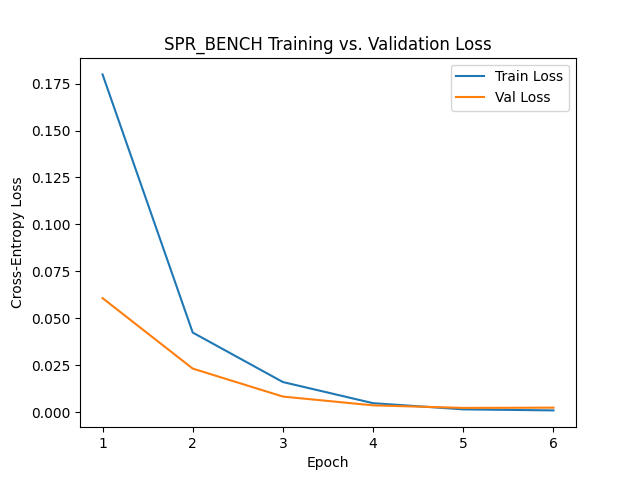 SPR_BENCH Training vs. Validation Loss
Train Loss
Val Loss
Cross-Entropy Loss
0.175
0.150
0.125
0.100
0.075
0.050
0.025
0.000
1 2 3 4 5 6
Epoch